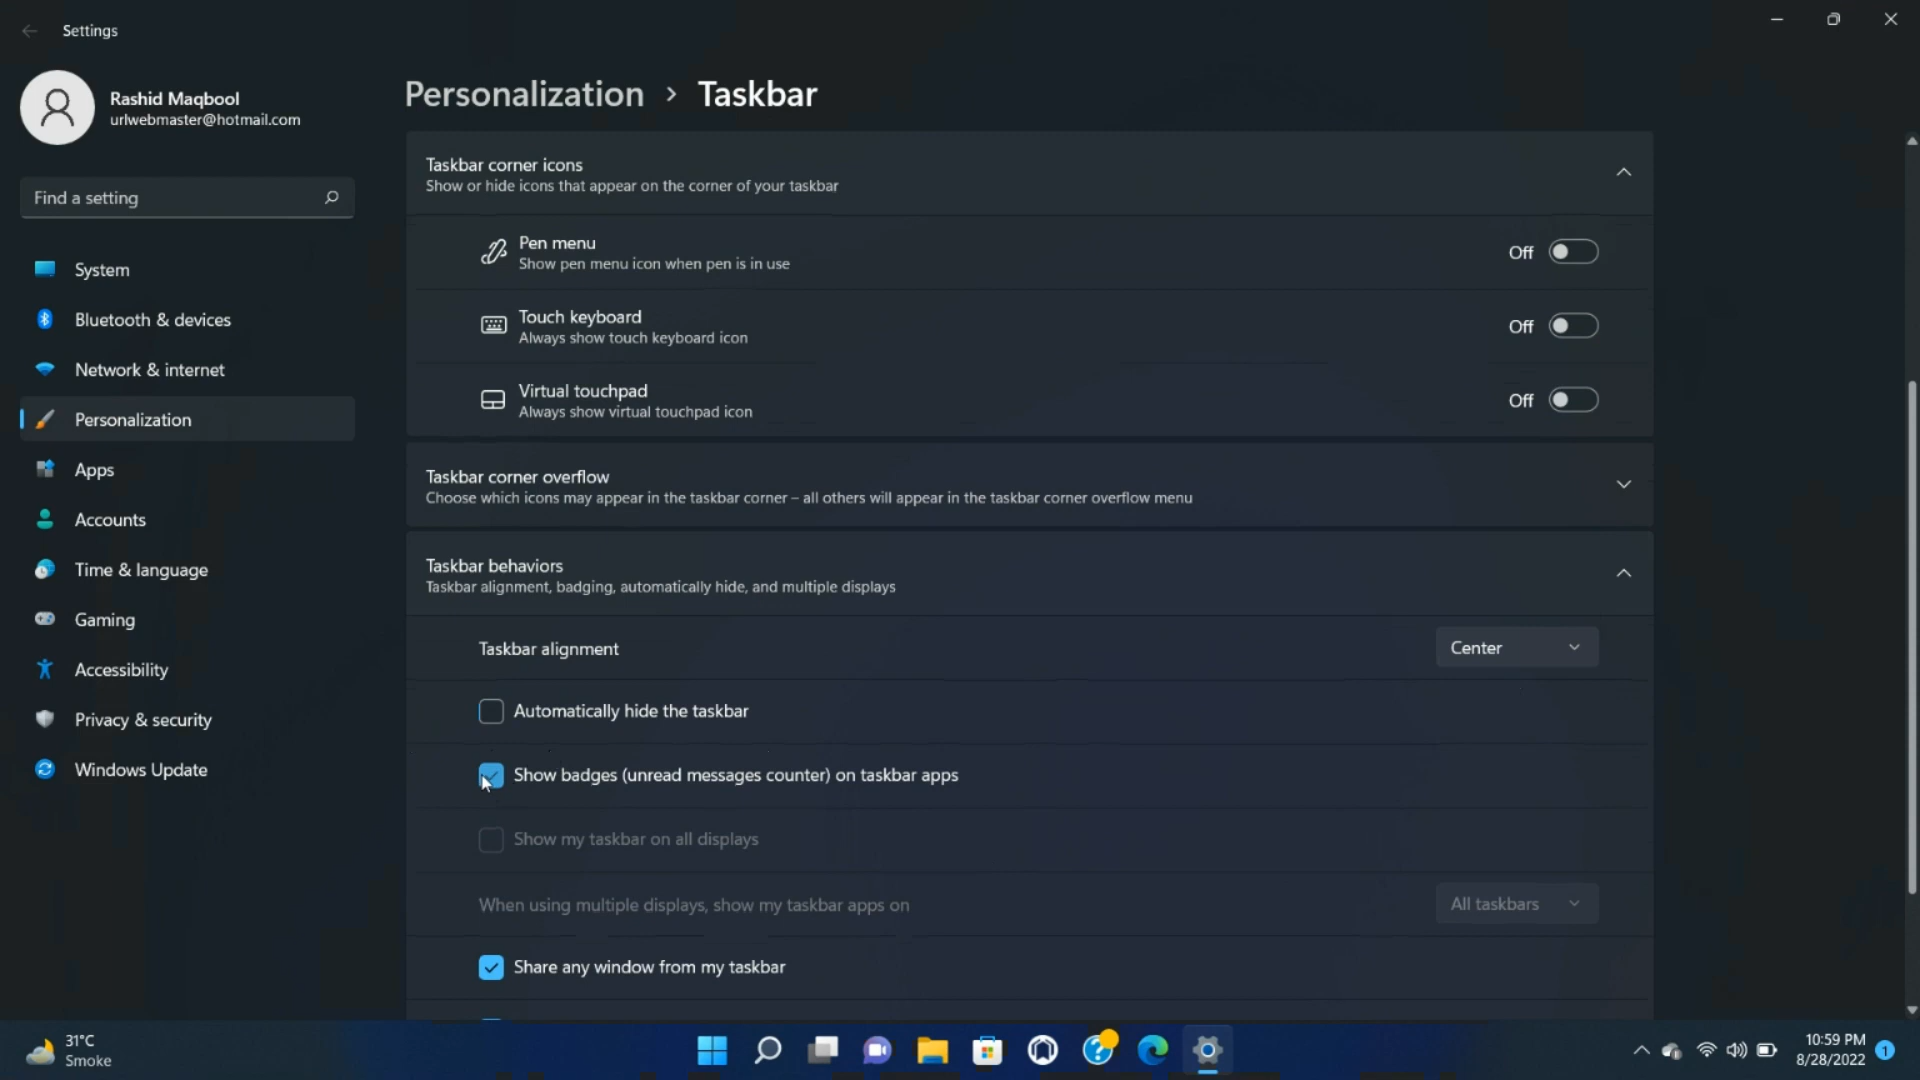 Settings
Rashid Maqbool
urlwebmaster@hotmail.com
Find a setting
System
Bluetooth & devices
Network & internet
Personalization
Apps
Accounts
Time & language
Gaming
Accessibility
Privacy & security
Windows Update
Personalization > Taskbar
Taskbar corner icons
Show or hide icons that appear on the corner of your taskbar
Pen menu
Show pen menu icon when pen is in use
Off
Touch keyboard
Always show touch keyboard icon
Off
Virtual touchpad
Always show virtual touchpad icon
Off
Taskbar corner overflow
Choose which icons may appear in the taskbar corner – all others will appear in the taskbar corner overflow menu
Taskbar behaviors
Taskbar alignment, badging, automatically hide, and multiple displays
Taskbar alignment
Center
Automatically hide the taskbar
Show badges (unread messages counter) on taskbar apps
Show my taskbar on all displays
When using multiple displays, show my taskbar apps on
All taskbars
Share any window from my taskbar
31°C
Smoke
10:59 PM
8/28/2022
1